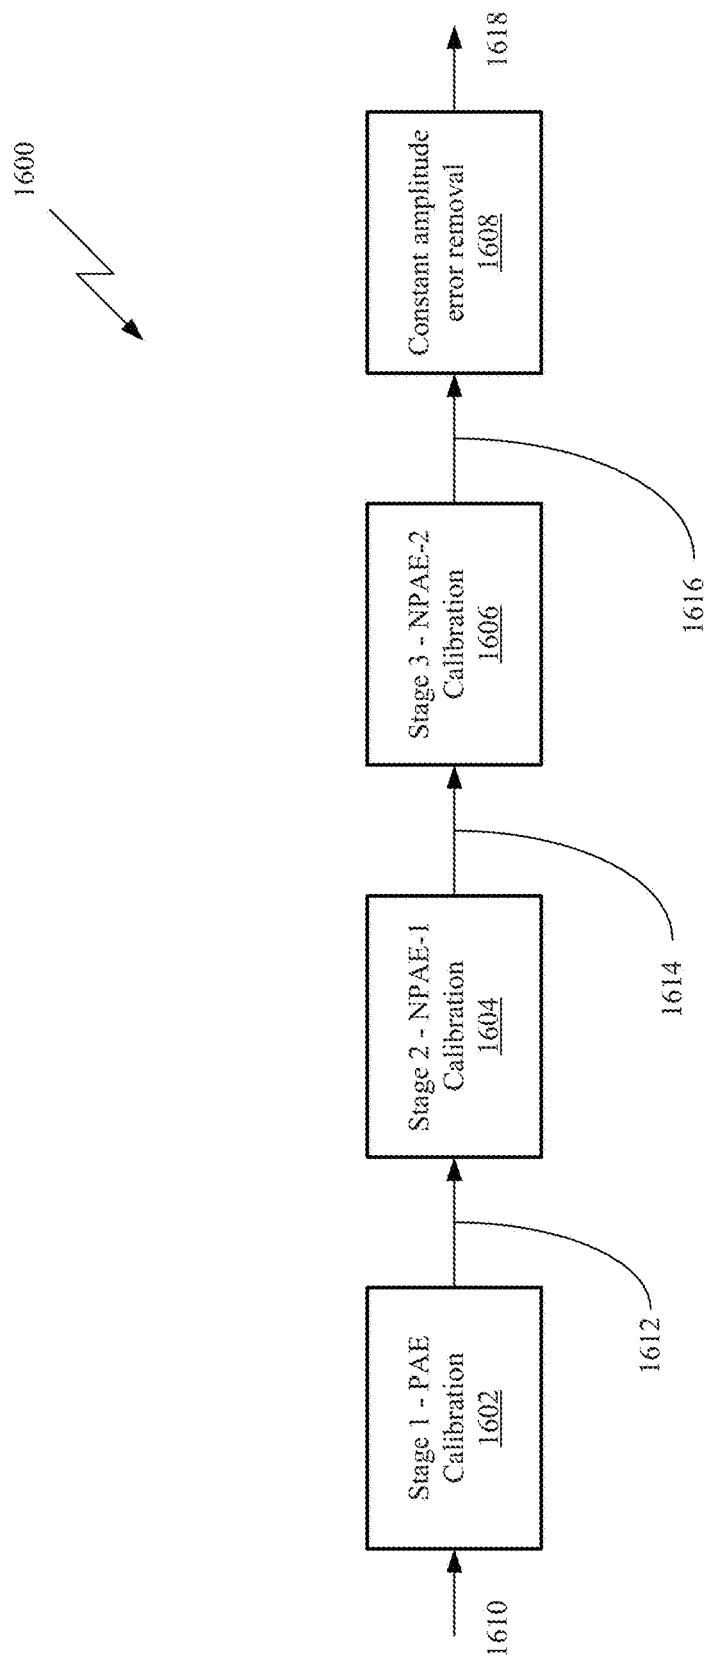 1600
Stage 1 - PAE
Calibration
1602
Stage 2 - NPAE-1
Calibration
1604
Stage 3 - NPAE-2
Calibration
1606
Constant amplitude
error removal
1608
1610
1612
1614
1616
1618